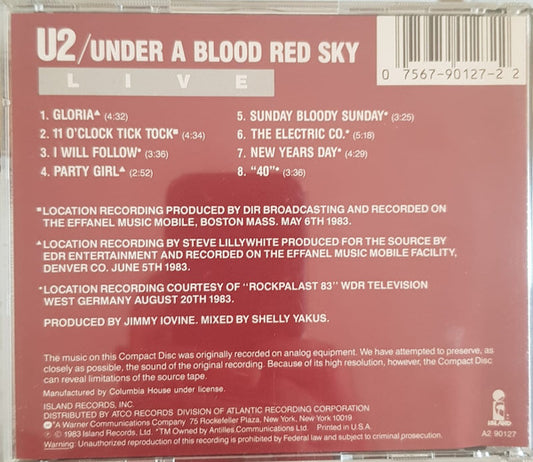 U2/UNDER A BLOOD RED SKY
LIVE
0 7567-90127-2 2
1. GLORIA▲ (4:32)
2. 11 O'CLOCK TICK TOCK■ (4:34)
3. I WILL FOLLOW• (3:36)
4. PARTY GIRL▲ (2:52)
5. SUNDAY BLOODY SUNDAY• (3:25)
6. THE ELECTRIC CO.• (5:18)
7. NEW YEARS DAY• (4:29)
8. "40"• (3:36)
■LOCATION RECORDING PRODUCED BY DIR BROADCASTING AND RECORDED ON
THE EFFANEL MUSIC MOBILE, BOSTON MASS. MAY 6TH 1983.
▲LOCATION RECORDING BY STEVE LILLYWHITE PRODUCED FOR THE SOURCE BY
EDR ENTERTAINMENT AND RECORDED ON THE EFFANEL MUSIC MOBILE FACILITY,
DENVER CO. JUNE 5TH 1983.
•LOCATION RECORDING COURTESY OF "ROCKPALAST 83" WDR TELEVISION
WEST GERMANY AUGUST 20TH 1983.
PRODUCED BY JIMMY IOVINE. MIXED BY SHELLY YAKUS.
The music on this Compact Disc was originally recorded on analog equipment. We have attempted to preserve, as
closely as possible, the sound of the original recording. Because of its high resolution, however, the Compact Disc
can reveal limitations of the source tape.
Manufactured by Columbia House under license.
ISLAND RECORDS, INC.
DISTRIBUTED BY ATCO RECORDS DIVISION OF ATLANTIC RECORDING CORPORATION
*A Warner Communications Company 75 Rockefeller Plaza, New York, New York 10019
℗ © 1983 Island Records, Ltd. *TM Owned by Antilles Communications Ltd. Printed in U.S.A.
Warning: Unauthorized reproduction of this recording is prohibited by Federal law and subject to criminal prosecution.
ISLAND
A2 90127